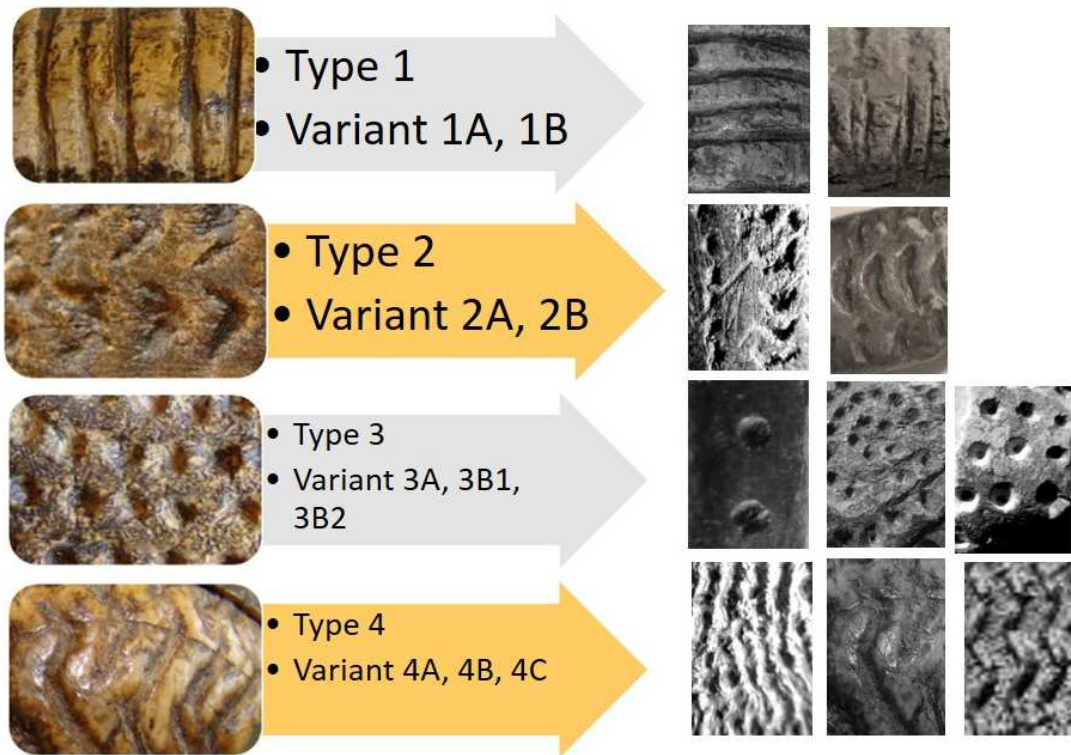 • Type 1
• Variant 1A, 1B
• Type 2
• Variant 2A, 2B
• Type 3
• Variant 3A, 3B1,
3B2
• Type 4
• Variant 4A, 4B, 4C